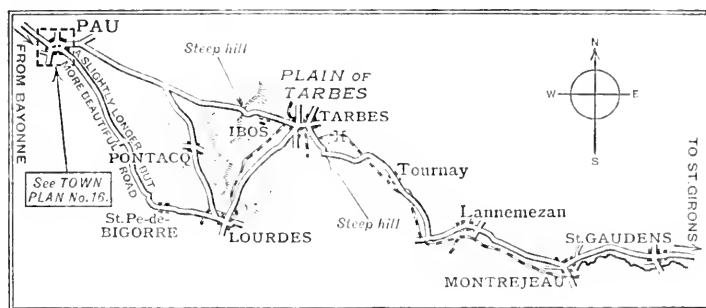 PAU
FROM BAYONNE
A SLIGHTLY LONGER BUT
MORE BEAUTIFUL ROAD
See TOWN
PLAN No.16.
PONTACQ
St. Pe-de-
BIGORRE
LOURDES
Steep hill
IBOS
PLAIN OF
TARBES
TARBES
Steep hill
Tournay
Lannemezan
MONTREJEAU
St. GAUDENS
TO ST. GIRONS
N
W
E
S